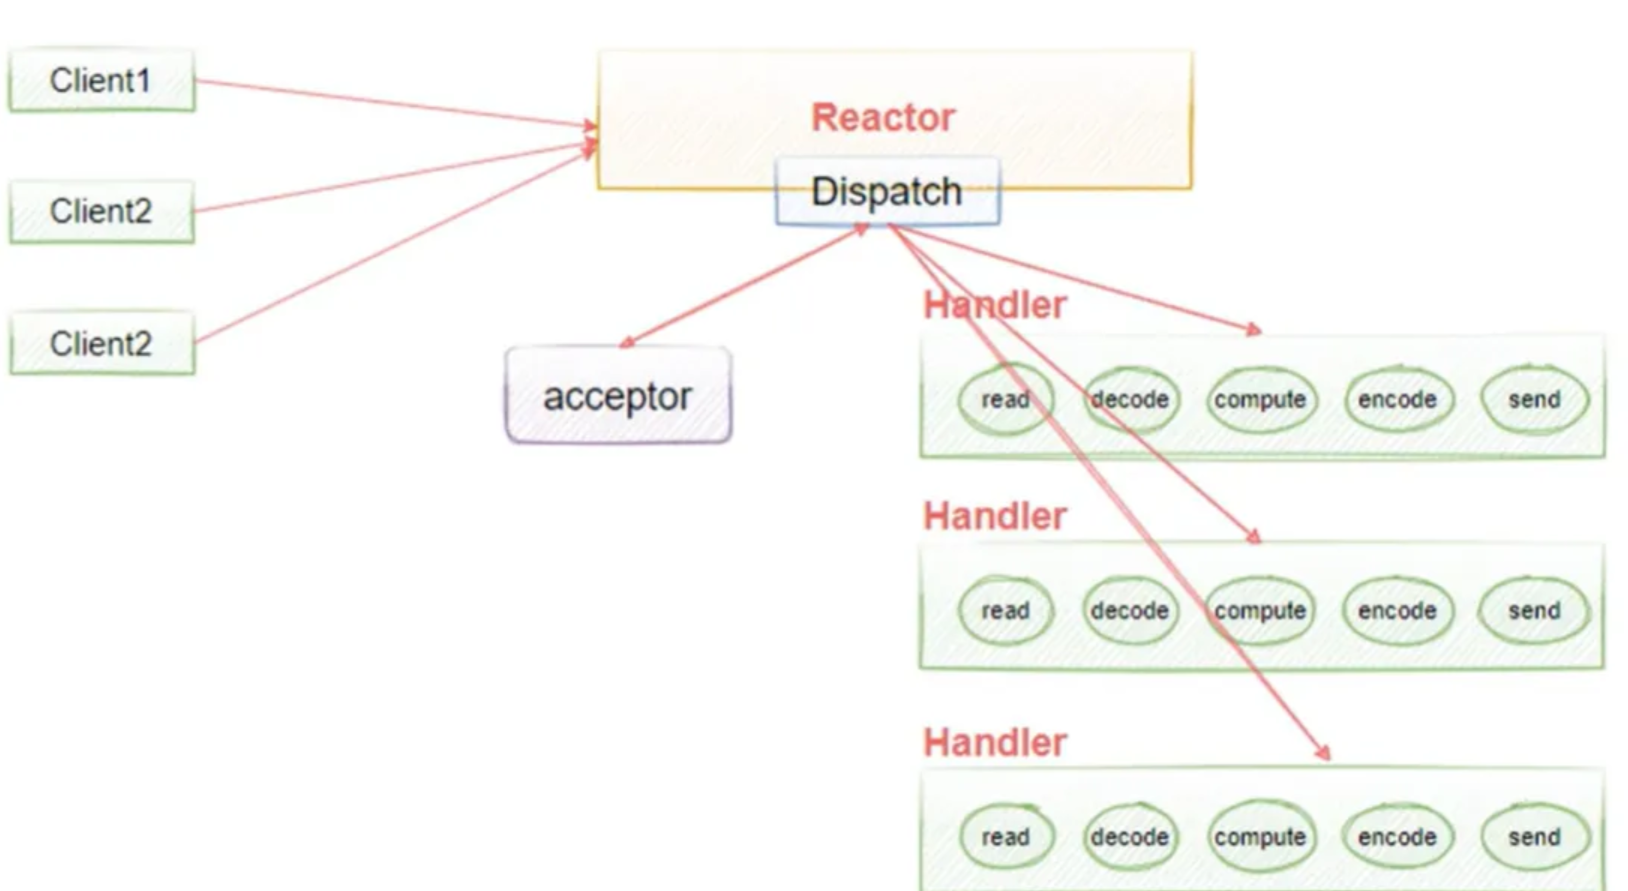 Client1
Client2
Client2
Reactor
Dispatch
acceptor
Handler
read decode compute encode send
Handler
read decode compute encode send
Handler
read decode compute encode send